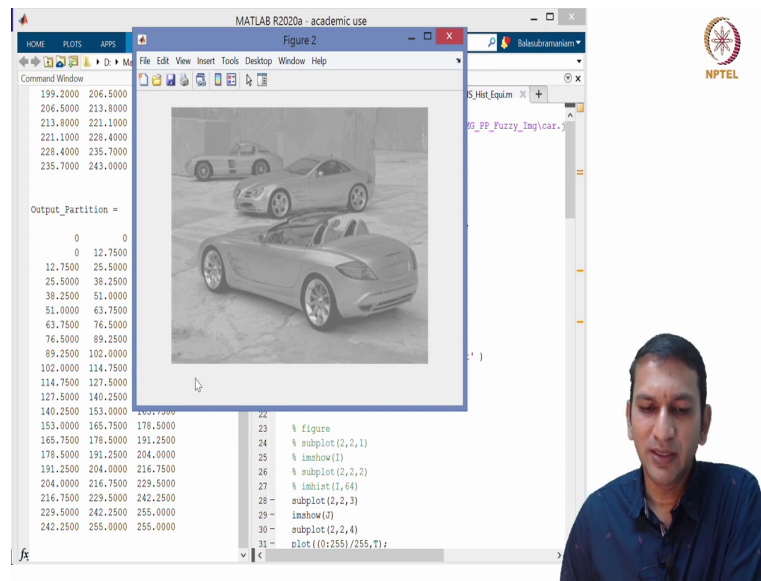 MATLAB R2020a - academic use
HOME PLOTS APPS
Balasubramaniam
Figure 2
File Edit View Insert Tools Desktop Window Help
D: Ma
Command Window
IS_Hist_Equi.m
MG_PP_Fuzzy_Img\car.j
199.2000 206.5000
206.5000 213.8000
213.8000 221.1000
221.1000 228.4000
228.4000 235.7000
235.7000 243.0000
Output_Partition =
0 0
0 12.7500
12.7500 25.5000
25.5000 38.2500
38.2500 51.0000
51.0000 63.7500
63.7500 76.5000
76.5000 89.2500
89.2500 102.0000
102.0000 114.7500
114.7500 127.5000
127.5000 140.2500
140.2500 153.0000 165.7500
153.0000 165.7500 178.5000
165.7500 178.5000 191.2500
178.5000 191.2500 204.0000
191.2500 204.0000 216.7500
204.0000 216.7500 229.5000
216.7500 229.5000 242.2500
229.5000 242.2500 255.0000
242.2500 255.0000 255.0000
fx
' )
22
23 % figure
24 % subplot(2,2,1)
25 % imshow(I)
26 % subplot(2,2,2)
27 % imhist(I,64)
28 - subplot(2,2,3)
29 - imshow(J)
30 - subplot(2,2,4)
31 - plot((0:255)/255,T);
NPTEL